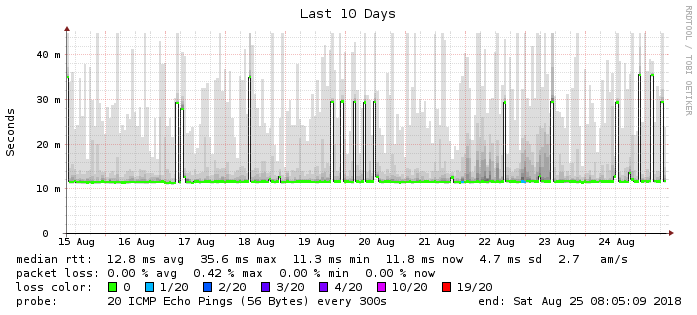 Last 10 Days
RRDTOOL / TOBI OETIKER
Seconds
40 m
30 m
20 m
10 m
0
15 Aug 16 Aug 17 Aug 18 Aug 19 Aug 20 Aug 21 Aug 22 Aug 23 Aug 24 Aug
median rtt: 12.8 ms avg 35.6 ms max 11.3 ms min 11.8 ms now 4.7 ms sd 2.7 am/s
packet loss: 0.00 % avg 0.42 % max 0.00 % min 0.00 % now
loss color: 0 1/20 2/20 3/20 4/20 10/20 19/20
probe: 20 ICMP Echo Pings (56 Bytes) every 300s end: Sat Aug 25 08:05:09 2018